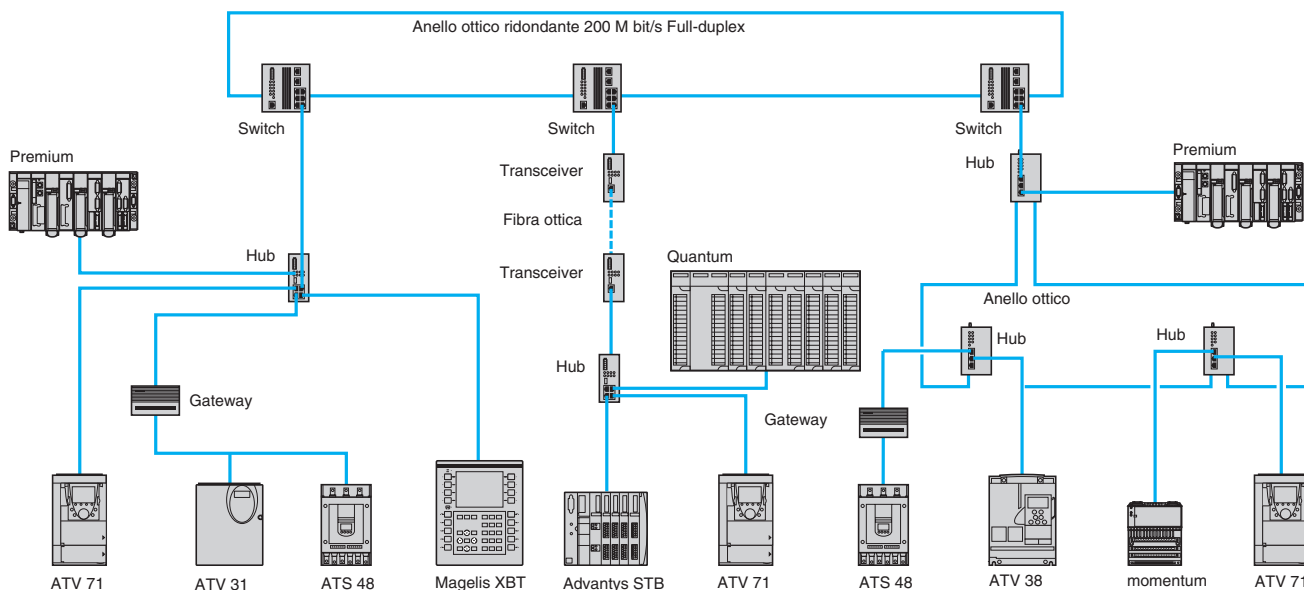 Anello ottico ridondante 200 M bit/s Full-duplex
Switch
Switch
Switch
Premium
Transceiver
Hub
Premium
Fibra ottica
Hub
Transceiver
Quantum
Anello ottico
Hub
Hub
Hub
Gateway
Gateway
ATV 71
ATV 31
ATS 48
Magelis XBT
Advantys STB
ATV 71
ATS 48
ATV 38
momentum
ATV 71